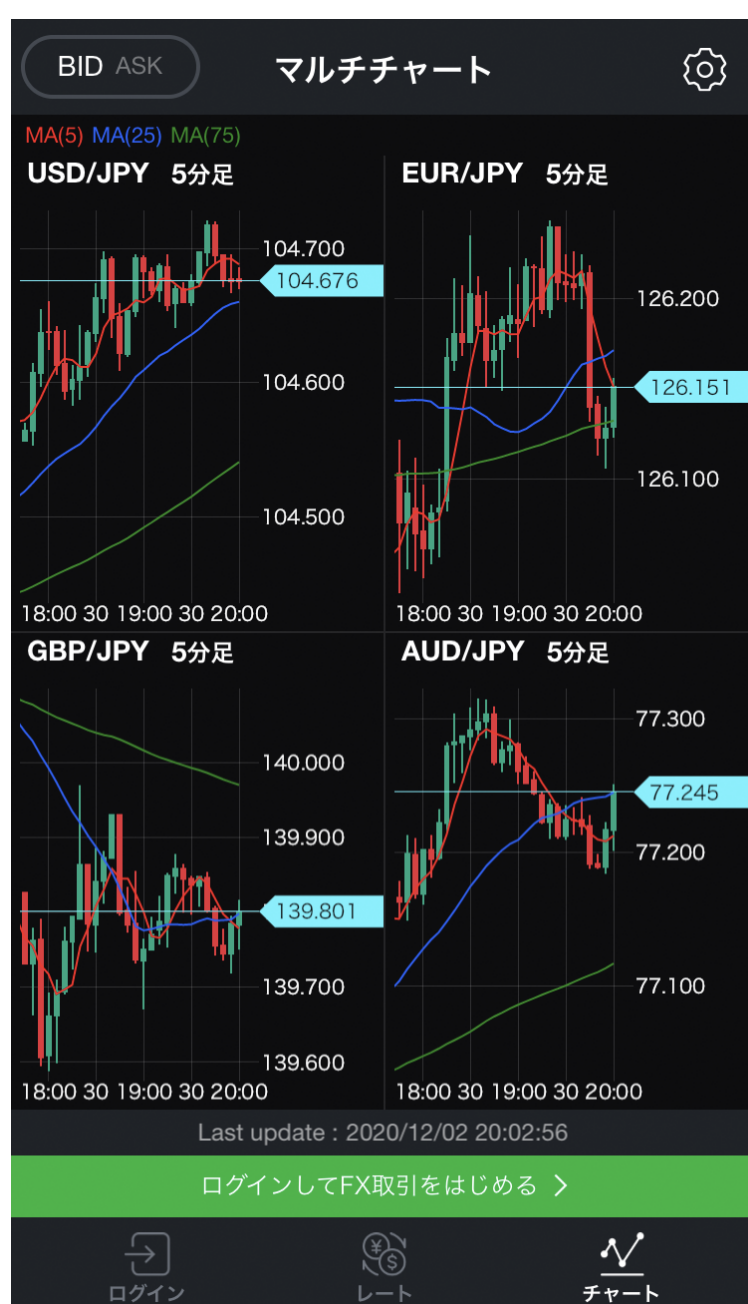 BID ASK マルチチャート
MA(5) MA(25) MA(75)
USD/JPY 5分足
104.700
104.676
104.600
104.500
18:00 30 19:00 30 20:00
EUR/JPY 5分足
126.200
126.151
126.100
18:00 30 19:00 30 20:00
GBP/JPY 5分足
140.000
139.900
139.801
139.700
139.600
18:00 30 19:00 30 20:00
AUD/JPY 5分足
77.300
77.245
77.200
77.100
18:00 30 19:00 30 20:00
Last update : 2020/12/02 20:02:56
ログインしてFX取引をはじめる
ログイン
¥ $
レート
チャート